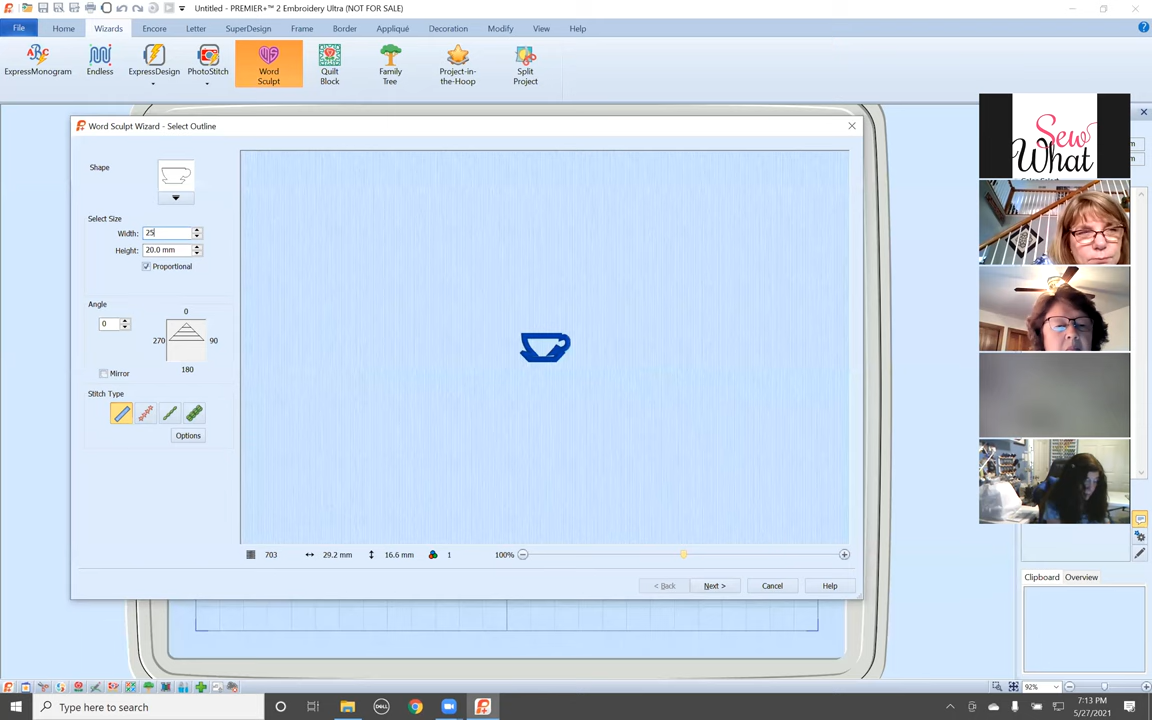 Untitled - PREMIER+™ 2 Embroidery Ultra (NOT FOR SALE)
File Home Wizards Encore Letter SuperDesign Frame Border Appliqué Decoration Modify View Help
ExpressMonogram Endless ExpressDesign PhotoStitch Word Sculpt Quilt Block Family Tree Project-in-the-Hoop Split Project
Word Sculpt Wizard - Select Outline
Shape
Select Size
Width: 25
Height: 20.0 mm
Proportional
Angle
0
0
270 90
180
Mirror
Stitch Type
Options
703 29.2 mm 16.6 mm 1 100%
< Back Next > Cancel Help
Sew What
Clipboard Overview
92%
Type here to search
DELL
7:13 PM
5/27/2021